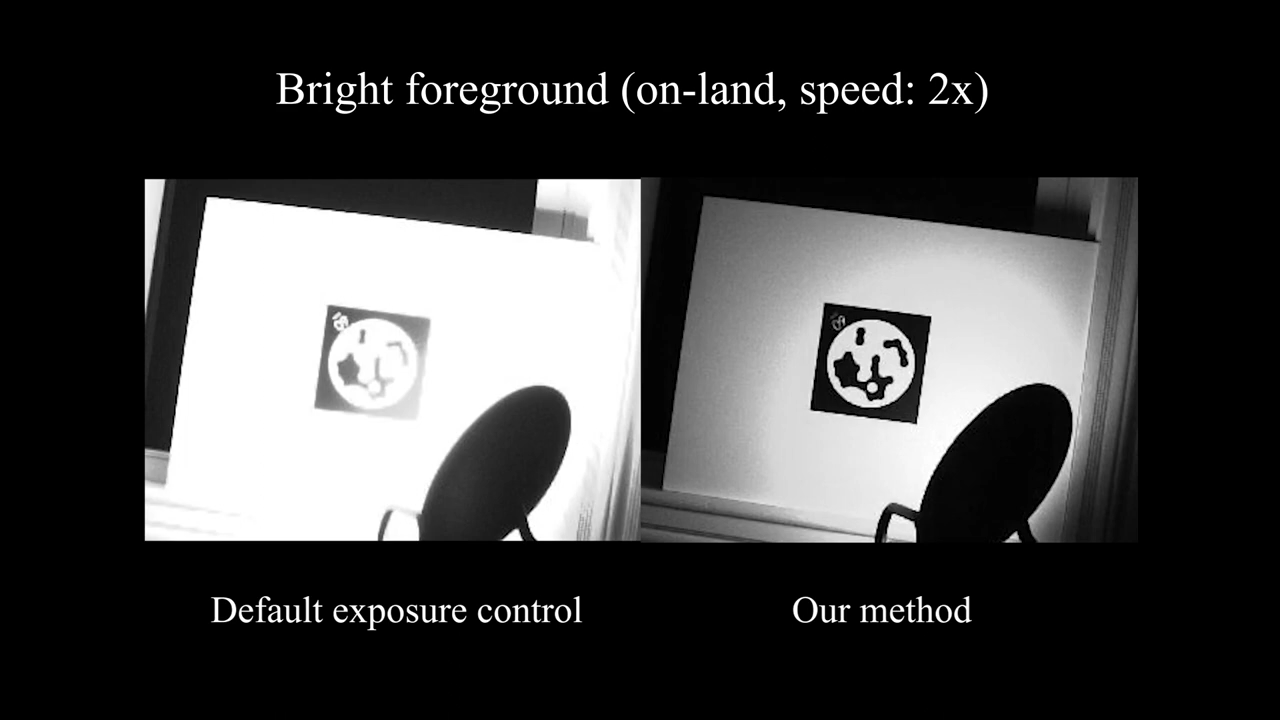 Bright foreground (on-land, speed: 2x)
Default exposure control
Our method